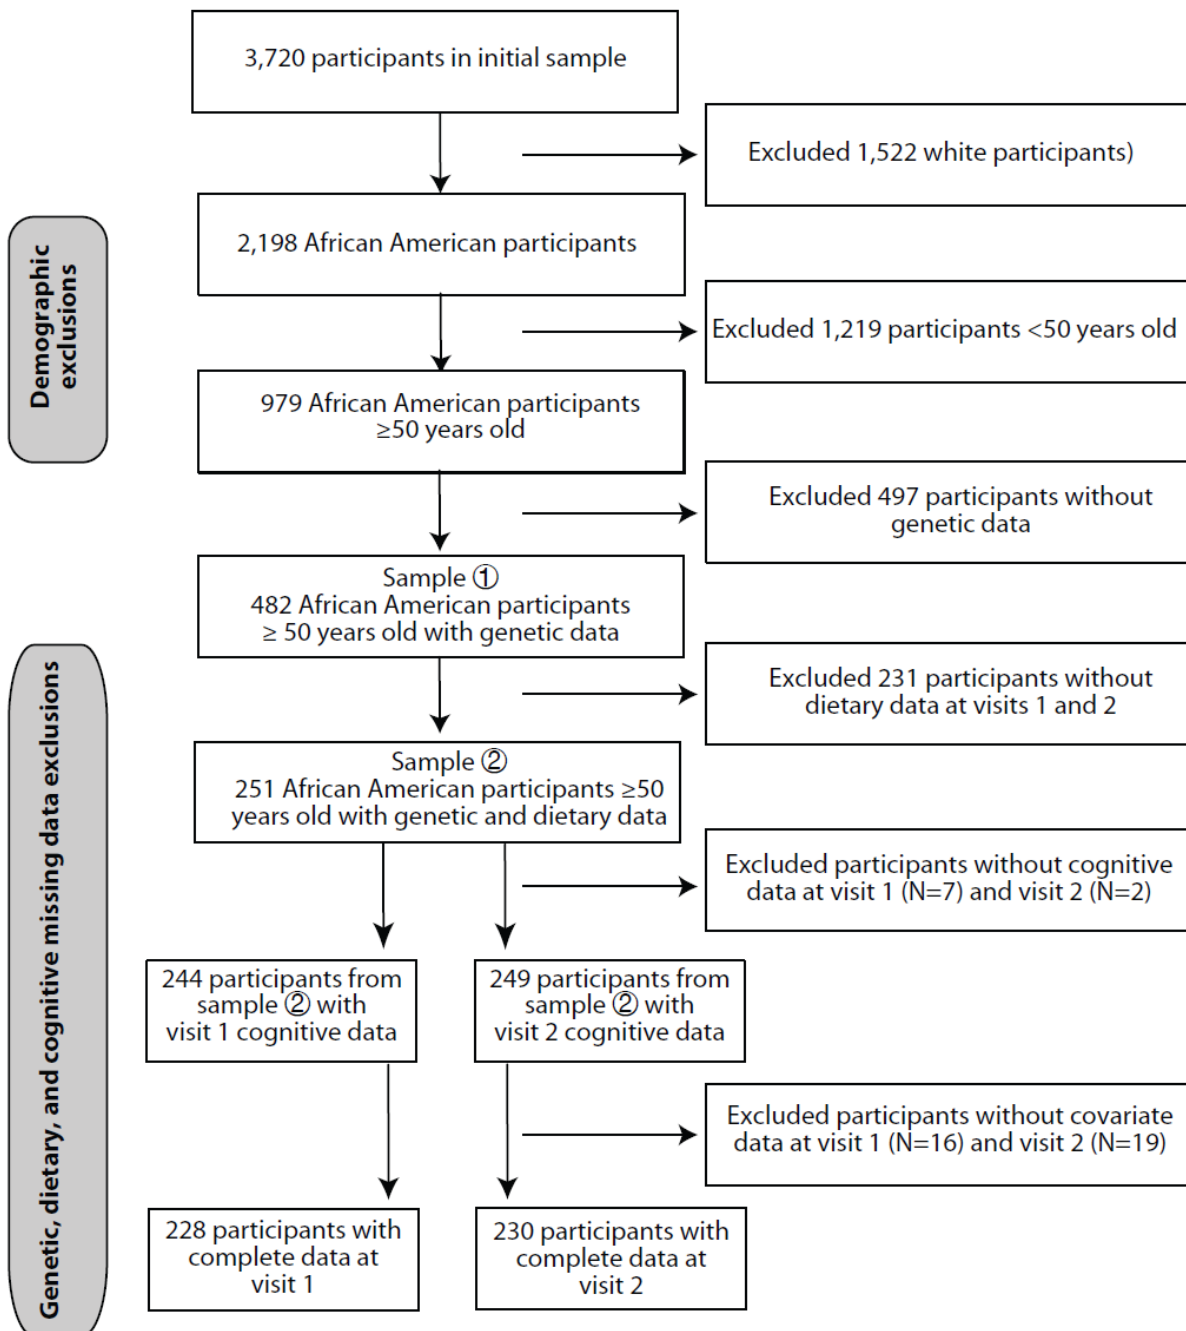 3,720 participants in initial sample
Excluded 1,522 white participants)
2,198 African American participants
Demographic
exclusions
Excluded 1,219 participants <50 years old
979 African American participants
≥50 years old
Excluded 497 participants without
genetic data
Sample ①
482 African American participants
≥ 50 years old with genetic data
Genetic, dietary, and cognitive missing data exclusions
Excluded 231 participants without
dietary data at visits 1 and 2
Sample ②
251 African American participants ≥50
years old with genetic and dietary data
Excluded participants without cognitive
data at visit 1 (N=7) and visit 2 (N=2)
244 participants from
sample ② with
visit 1 cognitive data
249 participants from
sample ② with
visit 2 cognitive data
Excluded participants without covariate
data at visit 1 (N=16) and visit 2 (N=19)
228 participants with
complete data at
visit 1
230 participants with
complete data at
visit 2